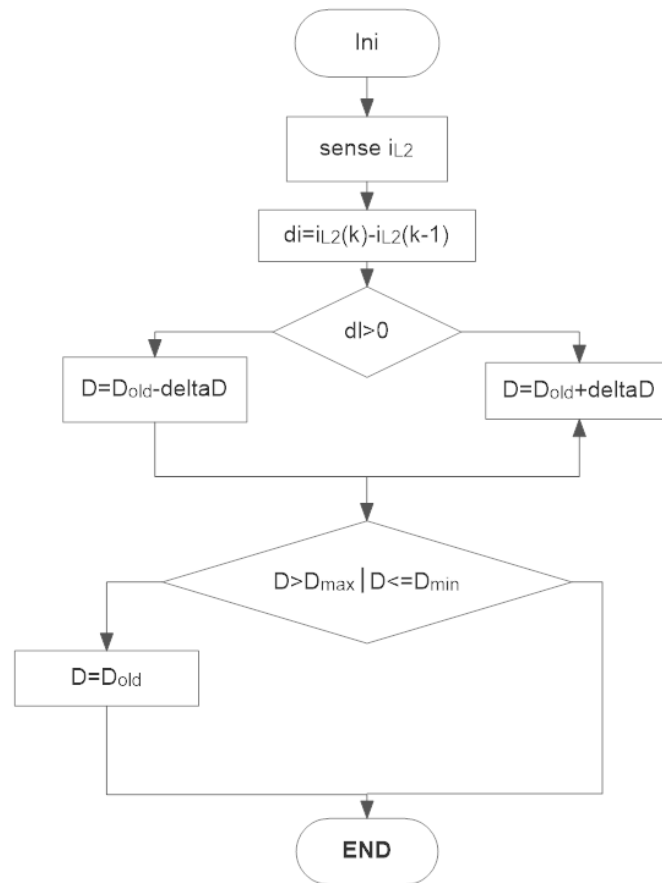 Ini
sense iL2
di=iL2(k)-iL2(k-1)
dI>0
D=Dold-deltaD
D=Dold+deltaD
D>Dmax|D<=Dmin
D=Dold
END